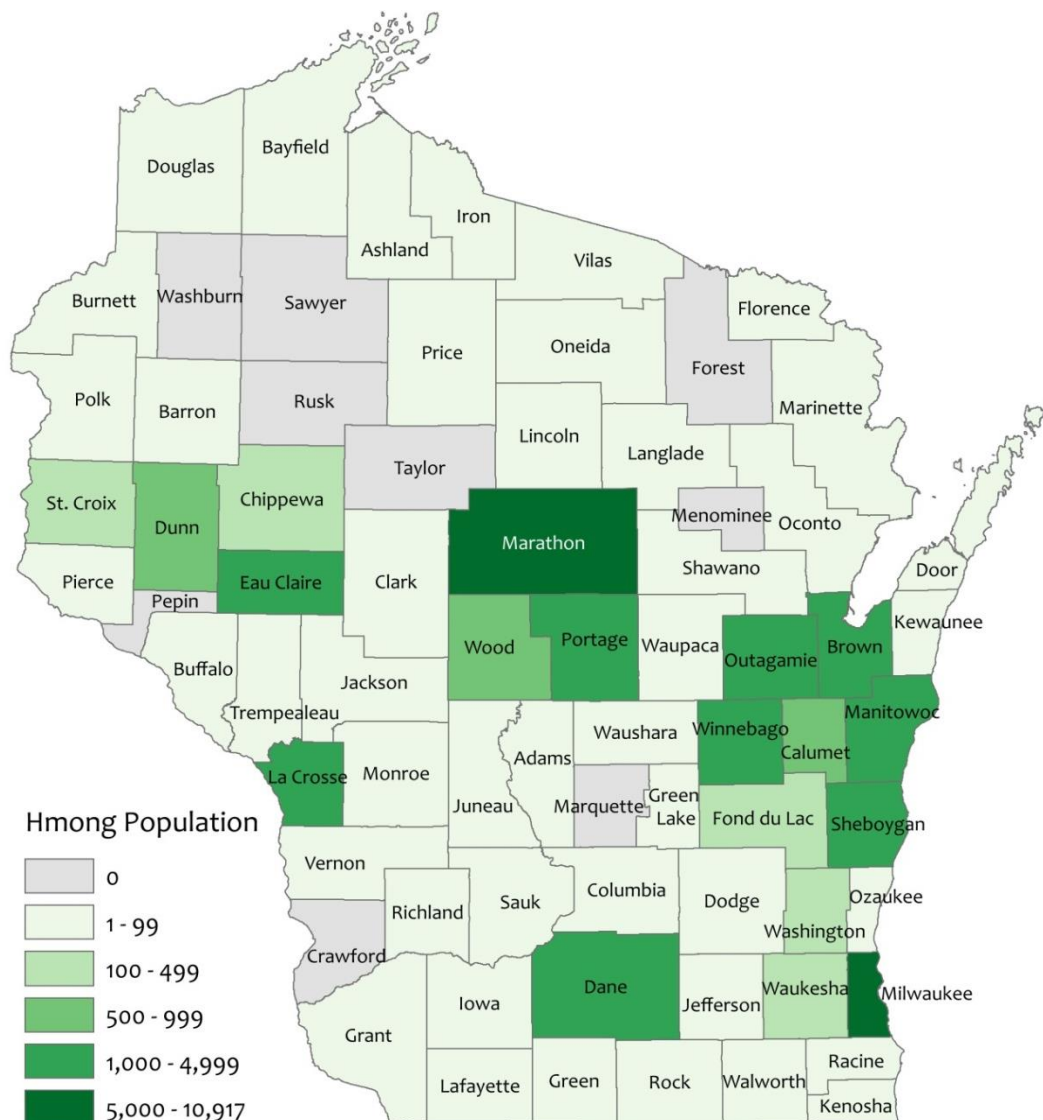 Bayfield
Douglas
Iron
Ashland
Vilas
Washburn
Burnett
Sawyer
Florence
Price
Oneida
Forest
Polk
Rusk
Barron
Marinette
Lincoln
Langlade
Taylor
St. Croix
Chippewa
Dunn
Menominee
Oconto
Marathon
Shawano
Door
Pierce
Eau Claire
Clark
Pepin
Kewaunee
Wood
Portage
Waupaca
Brown
Outagamie
Buffalo
Jackson
Trempealeau
Manitowoc
Waushara
Winnebago
Calumet
Adams
La Crosse
Monroe
Juneau
Marquette
Green
Lake
Fond du Lac
Sheboygan
Hmong Population
0
1 - 99
100 - 499
500 - 999
1,000 - 4,999
5,000 - 10,917
Vernon
Richland
Sauk
Columbia
Dodge
Ozaukee
Washington
Crawford
Dane
Iowa
Jefferson
Waukesha
Milwaukee
Grant
Lafayette
Green
Rock
Walworth
Racine
Kenosha